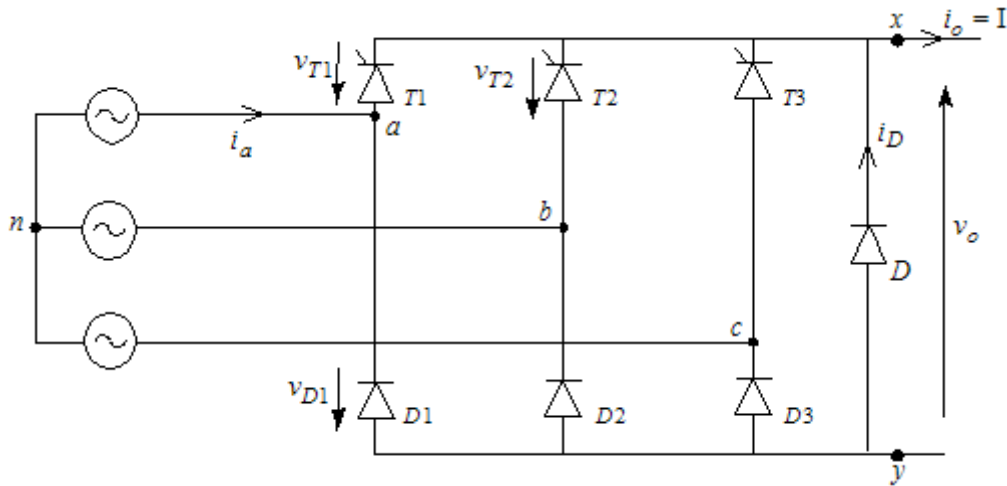 x
i_o = I
v_T1
T1
v_T2
T2
T3
a
i_a
i_D
n
b
v_o
D
c
v_D1
D1
D2
D3
y